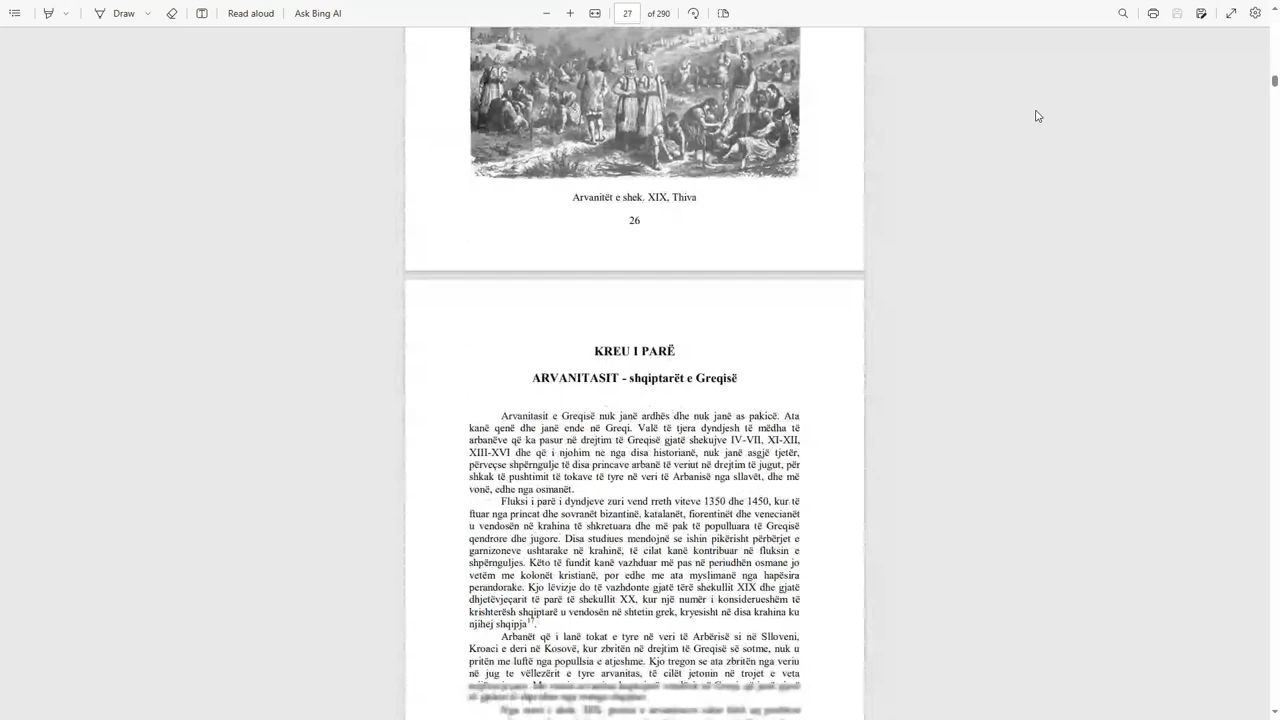 Draw
Read aloud
Ask Bing AI
27 of 290
Arvanitët e shek. XIX, Thiva
26
KREU I PARË
ARVANITASIT - shqiptarët e Greqisë
Arvanitasit e Greqisë nuk janë ardhës dhe nuk janë as pakicë. Ata
kanë qenë dhe janë ende në Greqi. Valë të tjera dyndjesh të mëdha të
arbanëve që ka pasur në drejtim të Greqisë gjatë shekujve IV-VII, XI-XII,
XIII-XVI dhe që i njohim ne nga disa historianë, nuk janë asgjë tjetër,
përveçse shpërngulje të disa princave arbanë të veriut në drejtim të jugut, për
shkak të pushtimit të tokave të tyre në veri të Arbanisë nga sllavët, dhe më
vonë, edhe nga osmanët.
Fluksi i parë i dyndjeve zuri vend rreth viteve 1350 dhe 1450, kur të
ftuar nga princat dhe sovranët bizantinë, katalanët, fiorentinët dhe venecianët
u vendosën në krahina të shkretuara dhe më pak të populluara të Greqisë
qendrore dhe jugore. Disa studiues mendojnë se ishin pikërisht përbërjet e
garnizoneve ushtarake në krahinë, të cilat kanë kontribuar në fluksin e
shpërnguljes. Këto të fundit kanë vazhduar më pas në periudhën osmane jo
vetëm me kolonët kristianë, por edhe me ata myslimanë nga hapësira
perandorake. Kjo lëvizje do të vazhdonte gjatë tërë shekullit XIX dhe gjatë
dhjetëvjeçarit të parë të shekullit XX, kur një numër i konsiderueshëm të
krishterësh shqiptarë u vendosën në shtetin grek, kryesisht në disa krahina ku
njihej shqipja17.
Arbanët që i lanë tokat e tyre në veri të Arbërisë si në Slloveni,
Kroaci e deri në Kosovë, kur zbritën në drejtim të Greqisë së sotme, nuk u
pritën me luftë nga popullsia e atjeshme. Kjo tregon se ata zbritën nga veriu
në jug te vëllezërit e tyre arvanitas, të cilët jetonin në trojet e veta